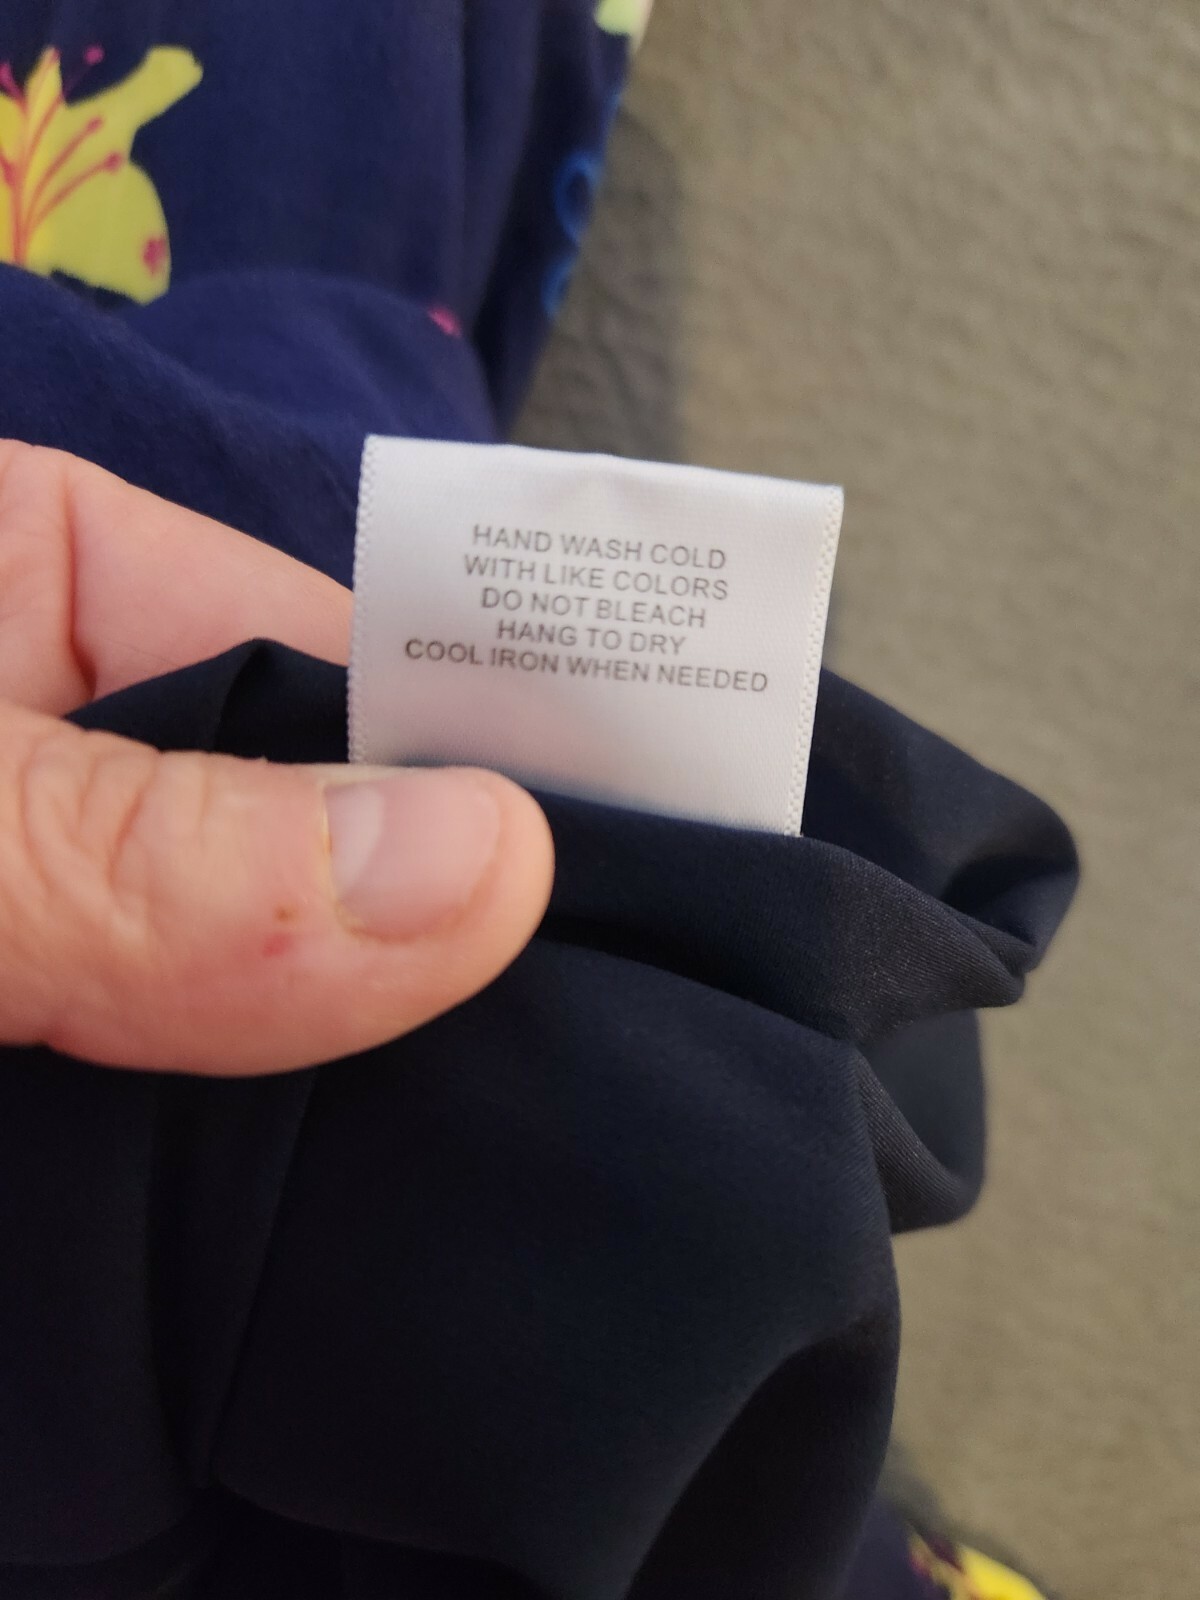 HAND WASH COLD
WITH LIKE COLORS
DO NOT BLEACH
HANG TO DRY
COOL IRON WHEN NEEDED